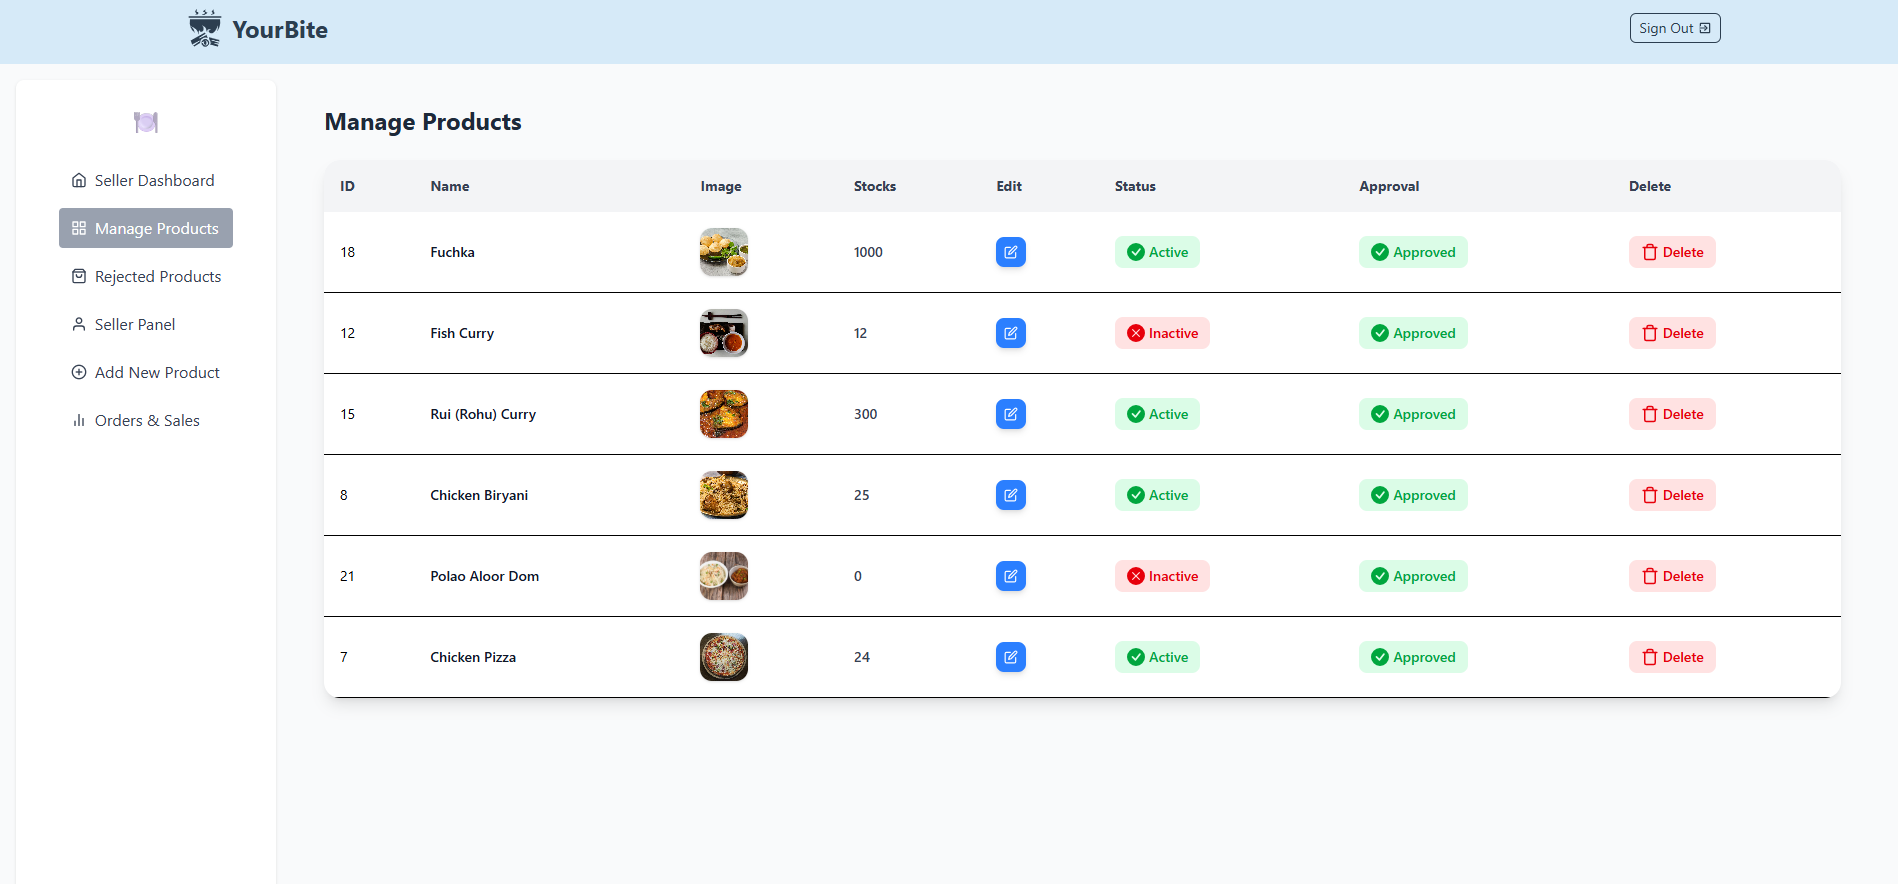 YourBite
Sign Out
Seller Dashboard
Manage Products
Rejected Products
Seller Panel
Add New Product
Orders & Sales
Manage Products
ID Name Image Stocks Edit Status Approval Delete
18 Fuchka 1000 Active Approved Delete
12 Fish Curry 12 Inactive Approved Delete
15 Rui (Rohu) Curry 300 Active Approved Delete
8 Chicken Biryani 25 Active Approved Delete
21 Polao Aloor Dom 0 Inactive Approved Delete
7 Chicken Pizza 24 Active Approved Delete